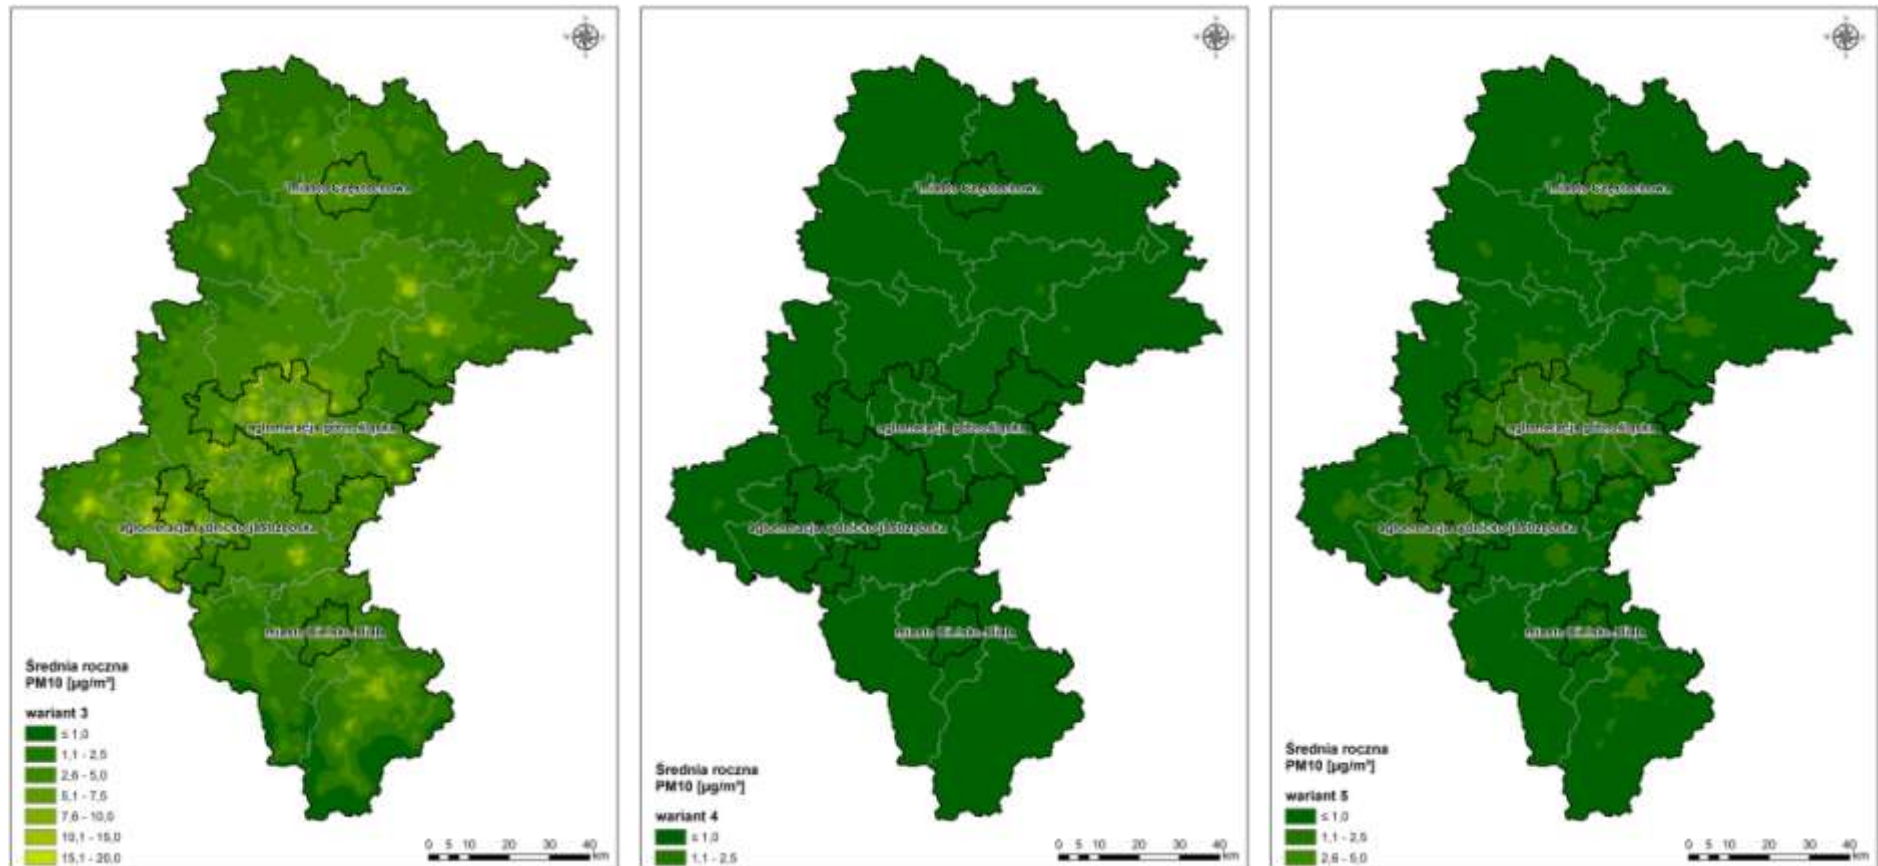 miasto Częstochowa
aglomeracja górnośląska
aglomeracja rybnicko-jastrzębska
miasto Bielsko-Biała
Średnia roczna
PM10 [µg/m³]
wariant 3
≤ 1,0
1,1 - 2,5
2,6 - 5,0
5,1 - 7,5
7,6 - 10,0
10,1 - 15,0
15,1 - 20,0
0 5 10 20 30 40
km
miasto Częstochowa
aglomeracja górnośląska
aglomeracja rybnicko-jastrzębska
miasto Bielsko-Biała
Średnia roczna
PM10 [µg/m³]
wariant 4
≤ 1,0
1,1 - 2,5
0 5 10 20 30 40
km
miasto Częstochowa
aglomeracja górnośląska
aglomeracja rybnicko-jastrzębska
miasto Bielsko-Biała
Średnia roczna
PM10 [µg/m³]
wariant 5
≤ 1,0
1,1 - 2,5
2,6 - 5,0
0 5 10 20 30 40
km